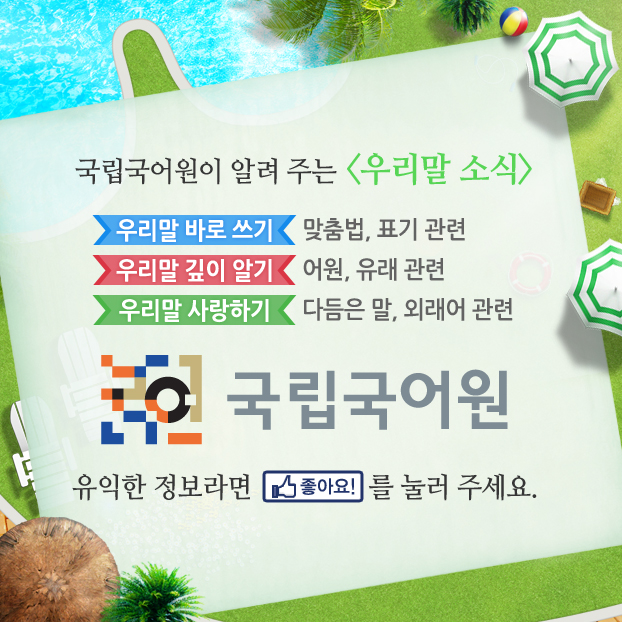 국립국어원이 알려 주는 〈우리말 소식〉
우리말 바로 쓰기 맞춤법, 표기 관련
우리말 깊이 알기 어원, 유래 관련
우리말 사랑하기 다듬은 말, 외래어 관련
국립국어원
유익한 정보라면 좋아요! 를 눌러 주세요.